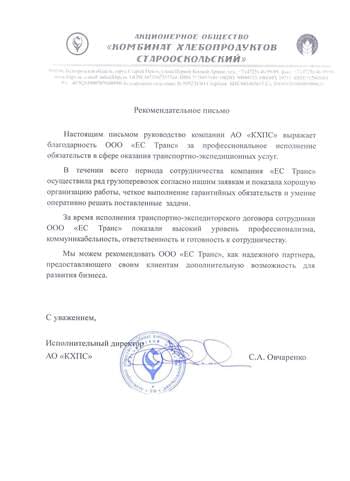 АКЦИОНЕРНОЕ ОБЩЕСТВО
«КОМБИНАТ ХЛЕБОПРОДУКТОВ
СТАРООСКОЛЬСКИЙ»
Рекомендательное письмо
Настоящим письмом руководство компании АО «КХПС» выражает
благодарность ООО «ЕС Транс» за профессиональное исполнение
обязательств в сфере оказания транспортно-экспедиционных услуг.
В течении всего периода сотрудничества компания «ЕС Транс»
осуществила ряд грузоперевозок согласно нашим заявкам и показала хорошую
организацию работы, четкое выполнение гарантийных обязательств и умение
оперативно решать поставленные задачи.
За время исполнения транспортно-экспедиторского договора сотрудники
ООО «ЕС Транс» показали высокий уровень профессионализма,
коммуникабельность, ответственность и готовность к сотрудничеству.
Мы можем рекомендовать ООО «ЕС Транс», как надежного партнера,
предоставляющего своим клиентам дополнительную возможность для
развития бизнеса.
С уважением,
Исполнительный директор
АО «КХПС» С.А. Овчаренко